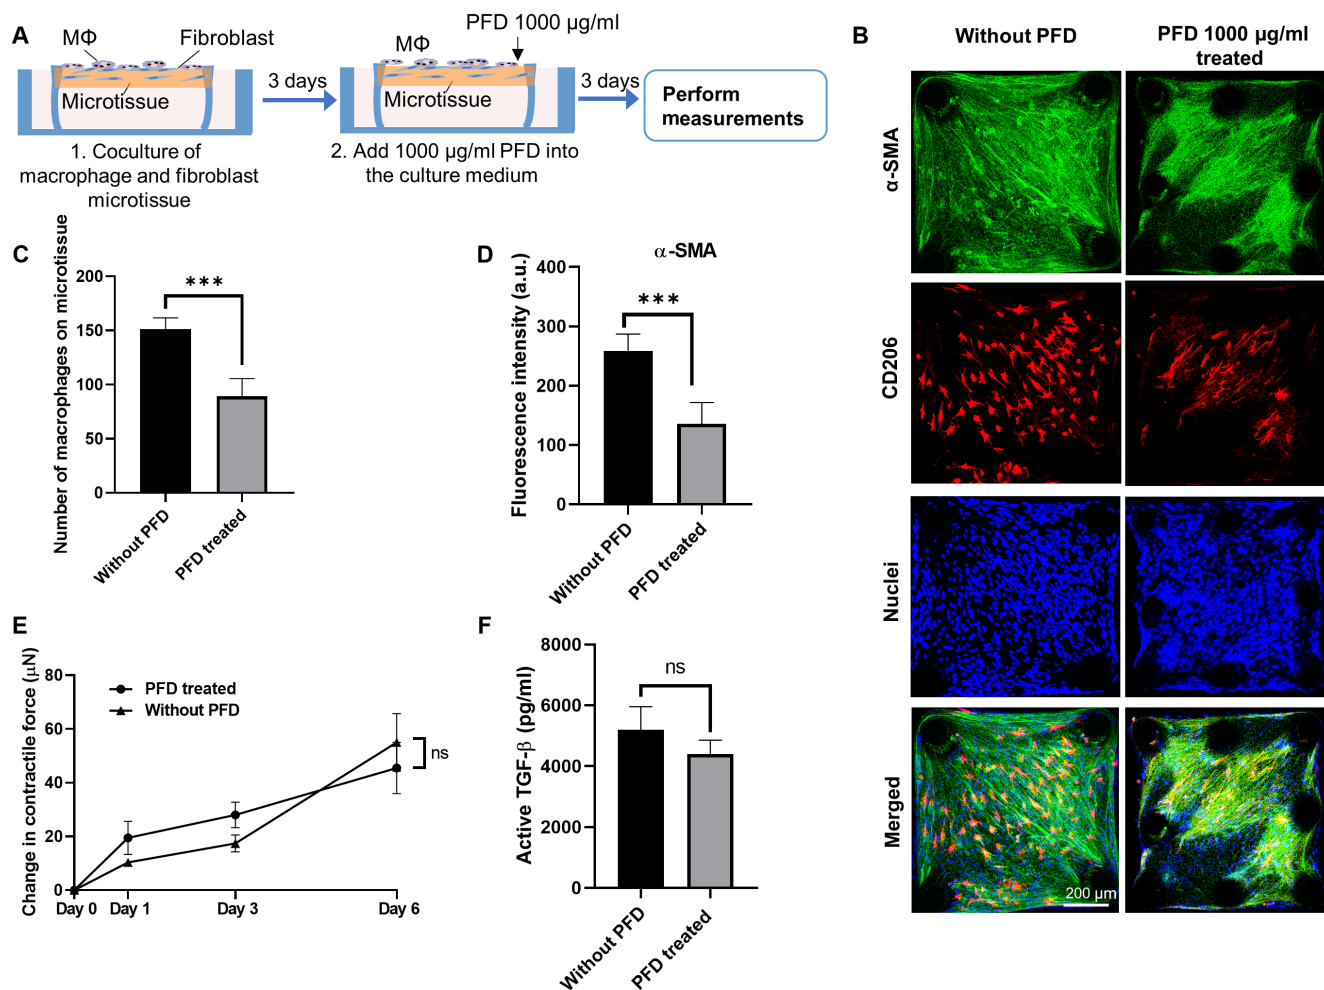 A
MΦ
Fibroblast
Microtissue
3 days
PFD 1000 μg/ml
MΦ
Microtissue
3 days
Perform
measurements
1. Coculture of
macrophage and fibroblast
microtissue
2. Add 1000 μg/ml PFD into
the culture medium
B
Without PFD
PFD 1000 μg/ml
treated
α-SMA
CD206
Nuclei
Merged
200 μm
C
Number of macrophages on microtissue
200
150
100
50
0
***
Without PFD
PFD treated
D
α-SMA
Fluorescence intensity (a.u.)
400
300
200
100
0
***
Without PFD
PFD treated
E
Change in contractile force (μN)
80
60
40
20
0
PFD treated
Without PFD
ns
Day 0
Day 1
Day 3
Day 6
F
Active TGF-β (pg/ml)
8000
6000
4000
2000
0
ns
Without PFD
PFD treated